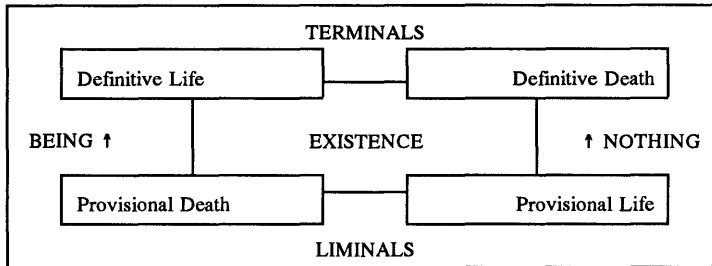 TERMINALS
Definitive Life Definitive Death
BEING ↑ EXISTENCE ↑ NOTHING
Provisional Death Provisional Life
LIMINALS